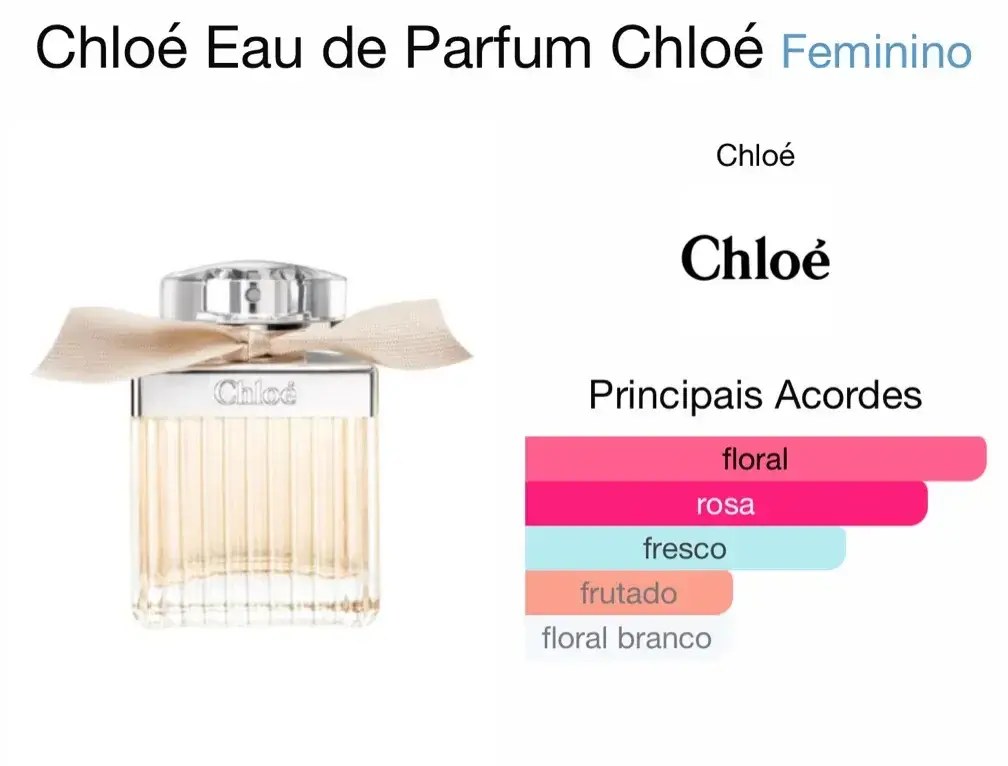 Chloé Eau de Parfum Chloé Feminino
Chloé
Chloé
Chloé
Principais Acordes
floral
rosa
fresco
frutado
floral branco